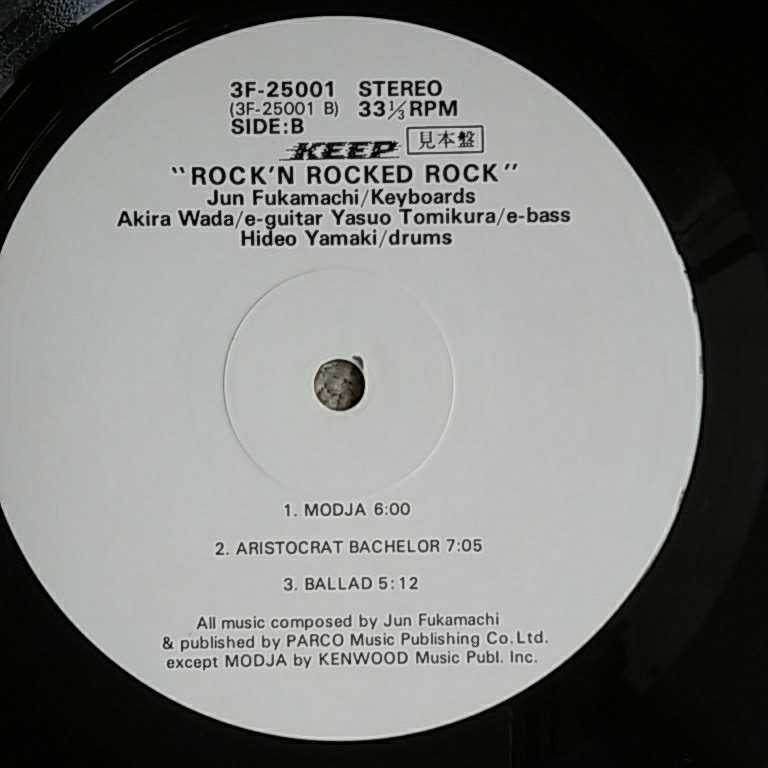 3F-25001 STEREO
(3F-25001 B) 33⅓ RPM
SIDE:B
KEEP 見本盤
"ROCK'N ROCKED ROCK"
Jun Fukamachi/Keyboards
Akira Wada/e-guitar Yasuo Tomikura/e-bass
Hideo Yamaki/drums
1. MODJA 6:00
2. ARISTOCRAT BACHELOR 7:05
3. BALLAD 5:12
All music composed by Jun Fukamachi
& published by PARCO Music Publishing Co. Ltd.
except MODJA by KENWOOD Music Publ. Inc.